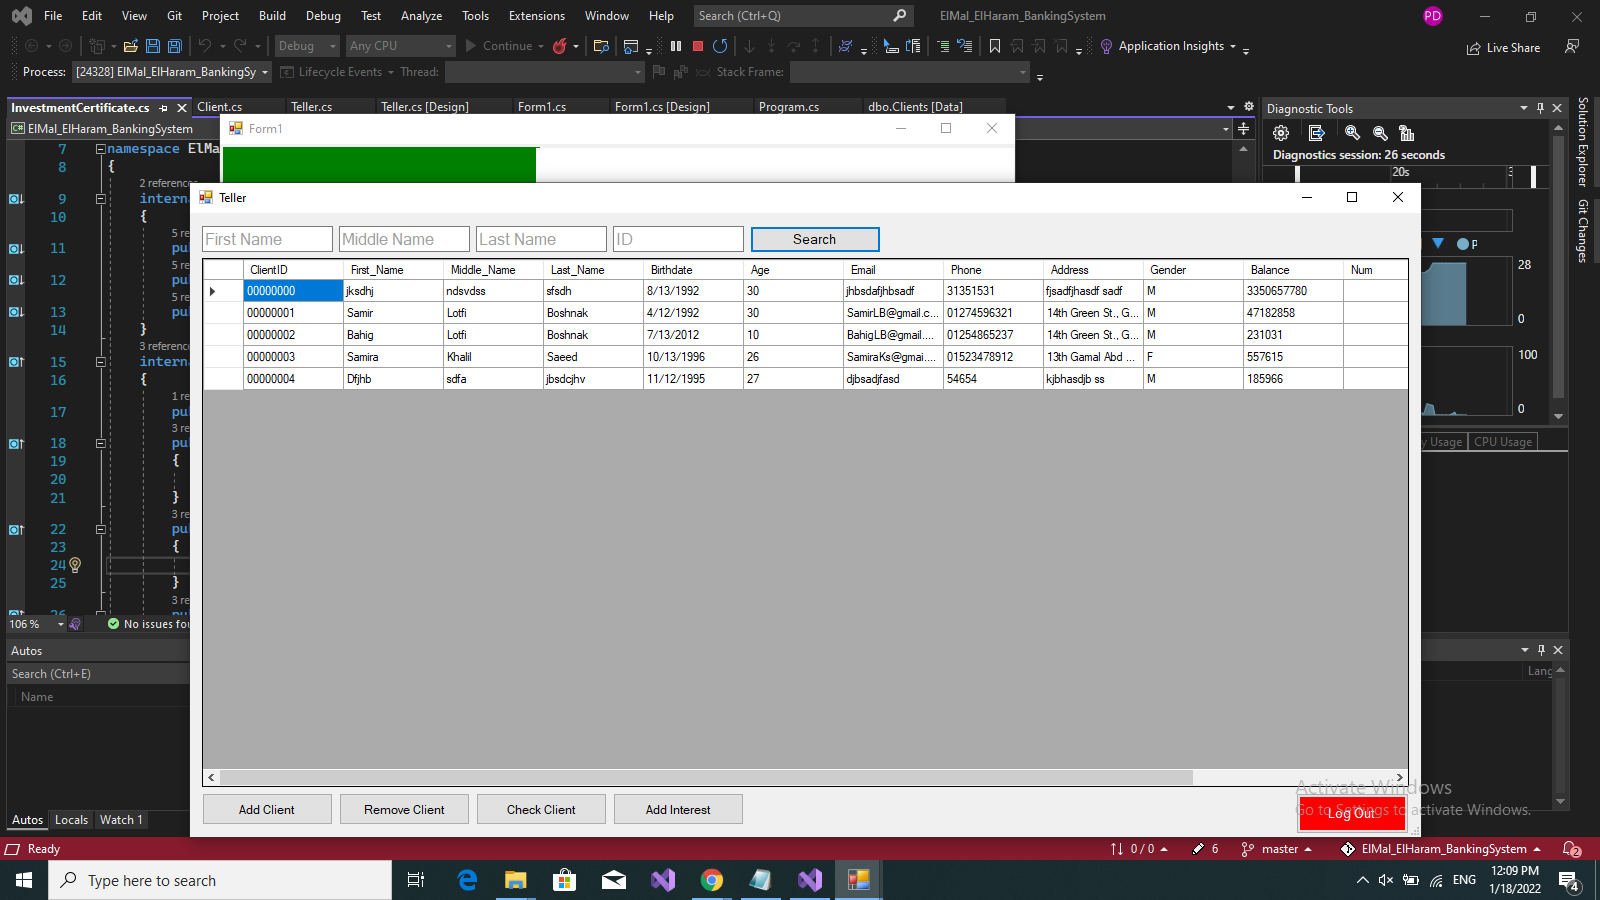 File Edit View Git Project Build Debug Test Analyze Tools Extensions Window Help Search (Ctrl+Q) ElMal_ElHaram_BankingSystem PD
Debug Any CPU Continue Application Insights Live Share
Process: [24328] ElMal_ElHaram_BankingSy Lifecycle Events Thread: Stack Frame:
InvestmentCertificate.cs Client.cs Teller.cs Teller.cs [Design] Form1.cs Form1.cs [Design] Program.cs dbo.Clients [Data]
ElMal_ElHaram_BankingSystem
7 namespace ElMa
8 {
2 references
9 interna
10 {
5 re
11 pu
5 re
12 pu
5 re
13 pu
14 }
3 reference
15 intern
16 {
1 re
17 pu
3 re
18 pu
19 {
20
21 }
3 re
22 pu
23 {
24
25 }
3 re
26
106 % No issues fou
Form1
Teller
First Name Middle Name Last Name ID Search
ClientID First_Name Middle_Name Last_Name Birthdate Age Email Phone Address Gender Balance Num
00000000 jksdhj ndsvdss sfsdh 8/13/1992 30 jhbsdafjhbsadf 31351531 fjsadfjhasdf sadf M 3350657780
00000001 Samir Lotfi Boshnak 4/12/1992 30 SamirLB@gmail.c... 01274596321 14th Green St., G... M 47182858
00000002 Bahig Lotfi Boshnak 7/13/2012 10 BahigLB@gmail.... 01254865237 14th Green St., G... M 231031
00000003 Samira Khalil Saeed 10/13/1996 26 SamiraKs@gmai.... 01523478912 13th Gamal Abd ... F 557615
00000004 Dfjhb sdfa jbsdcjhv 11/12/1995 27 djbsadjfasd 54654 kjbhasdjb ss M 185966
Add Client Remove Client Check Client Add Interest Log Out
Activate Windows
Go to Settings to activate Windows.
Diagnostic Tools
Diagnostics session: 26 seconds
20s
P
28
0
100
0
y Usage CPU Usage
Lang
Solution Explorer
Git Changes
Autos
Search (Ctrl+E)
Name
Autos Locals Watch 1
Ready 0 / 0 6 master ElMal_ElHaram_BankingSystem 2
Type here to search ENG 12:09 PM
1/18/2022 4